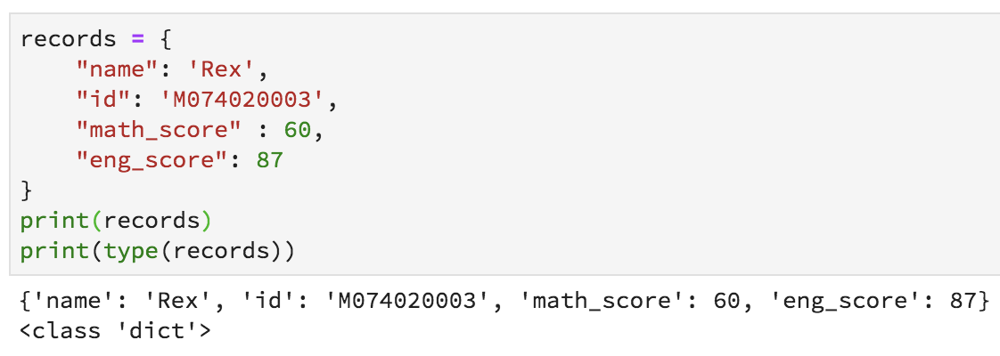 records = {
    "name": 'Rex',
    "id": 'M074020003',
    "math_score" : 60,
    "eng_score": 87
}
print(records)
print(type(records))
{'name': 'Rex', 'id': 'M074020003', 'math_score': 60, 'eng_score': 87}
<class 'dict'>